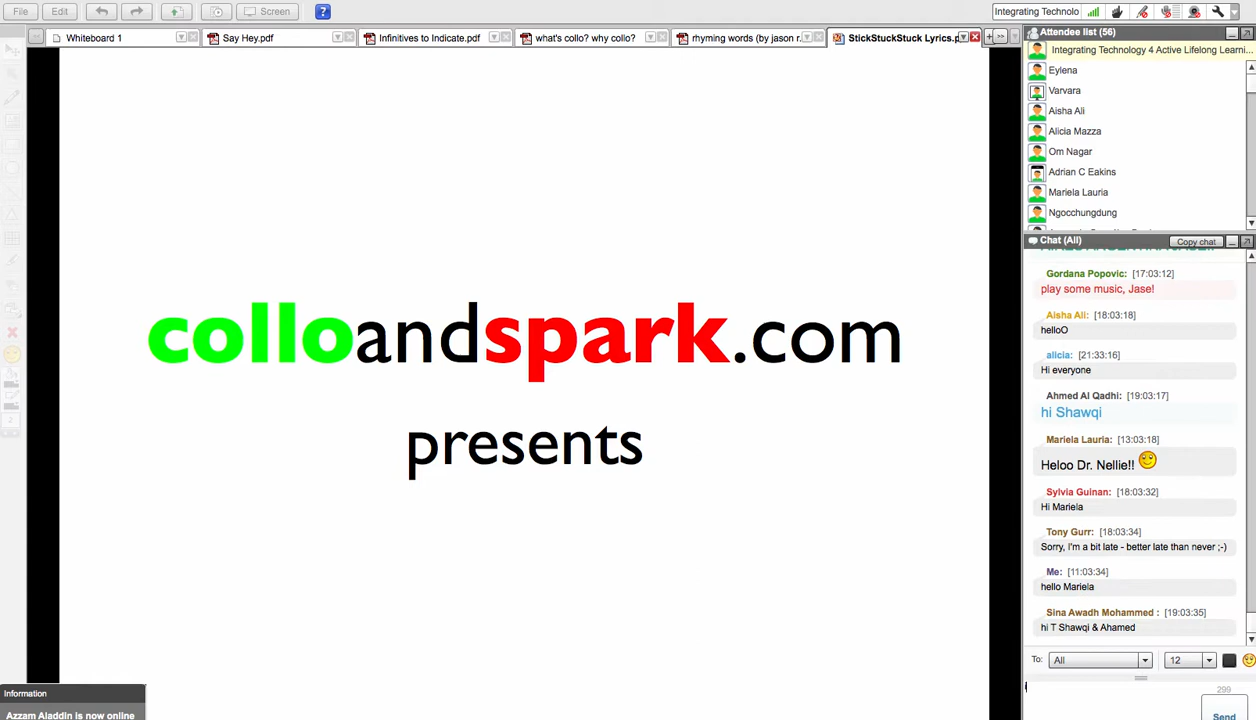 File Edit Screen ? Integrating Technolo
Whiteboard 1 Say Hey.pdf Infinitives to Indicate.pdf what's collo? why collo? rhyming words (by jason r. StickStuckStuck Lyrics.p
Attendee list (56)
Integrating Technology 4 Active Lifelong Learni...
Eylena
Varvara
Aisha Ali
Alicia Mazza
Om Nagar
Adrian C Eakins
Mariela Lauria
Ngocchungdung
colloandspark.com
presents
Chat (All) Copy chat
Gordana Popovic: [17:03:12]
play some music, Jase!
Aisha Ali: [18:03:18]
helloO
alicia: [21:33:16]
Hi everyone
Ahmed Al Qadhi: [19:03:17]
hi Shawqi
Mariela Lauria: [13:03:18]
Heloo Dr. Nellie!!
Sylvia Guinan: [18:03:32]
Hi Mariela
Tony Gurr: [18:03:34]
Sorry, i'm a bit late - better late than never ;-)
Me: [11:03:34]
hello Mariela
Sina Awadh Mohammed : [19:03:35]
hi T Shawqi & Ahamed
To: All 12
299
Send
Information
Azzam Aladdin is now online